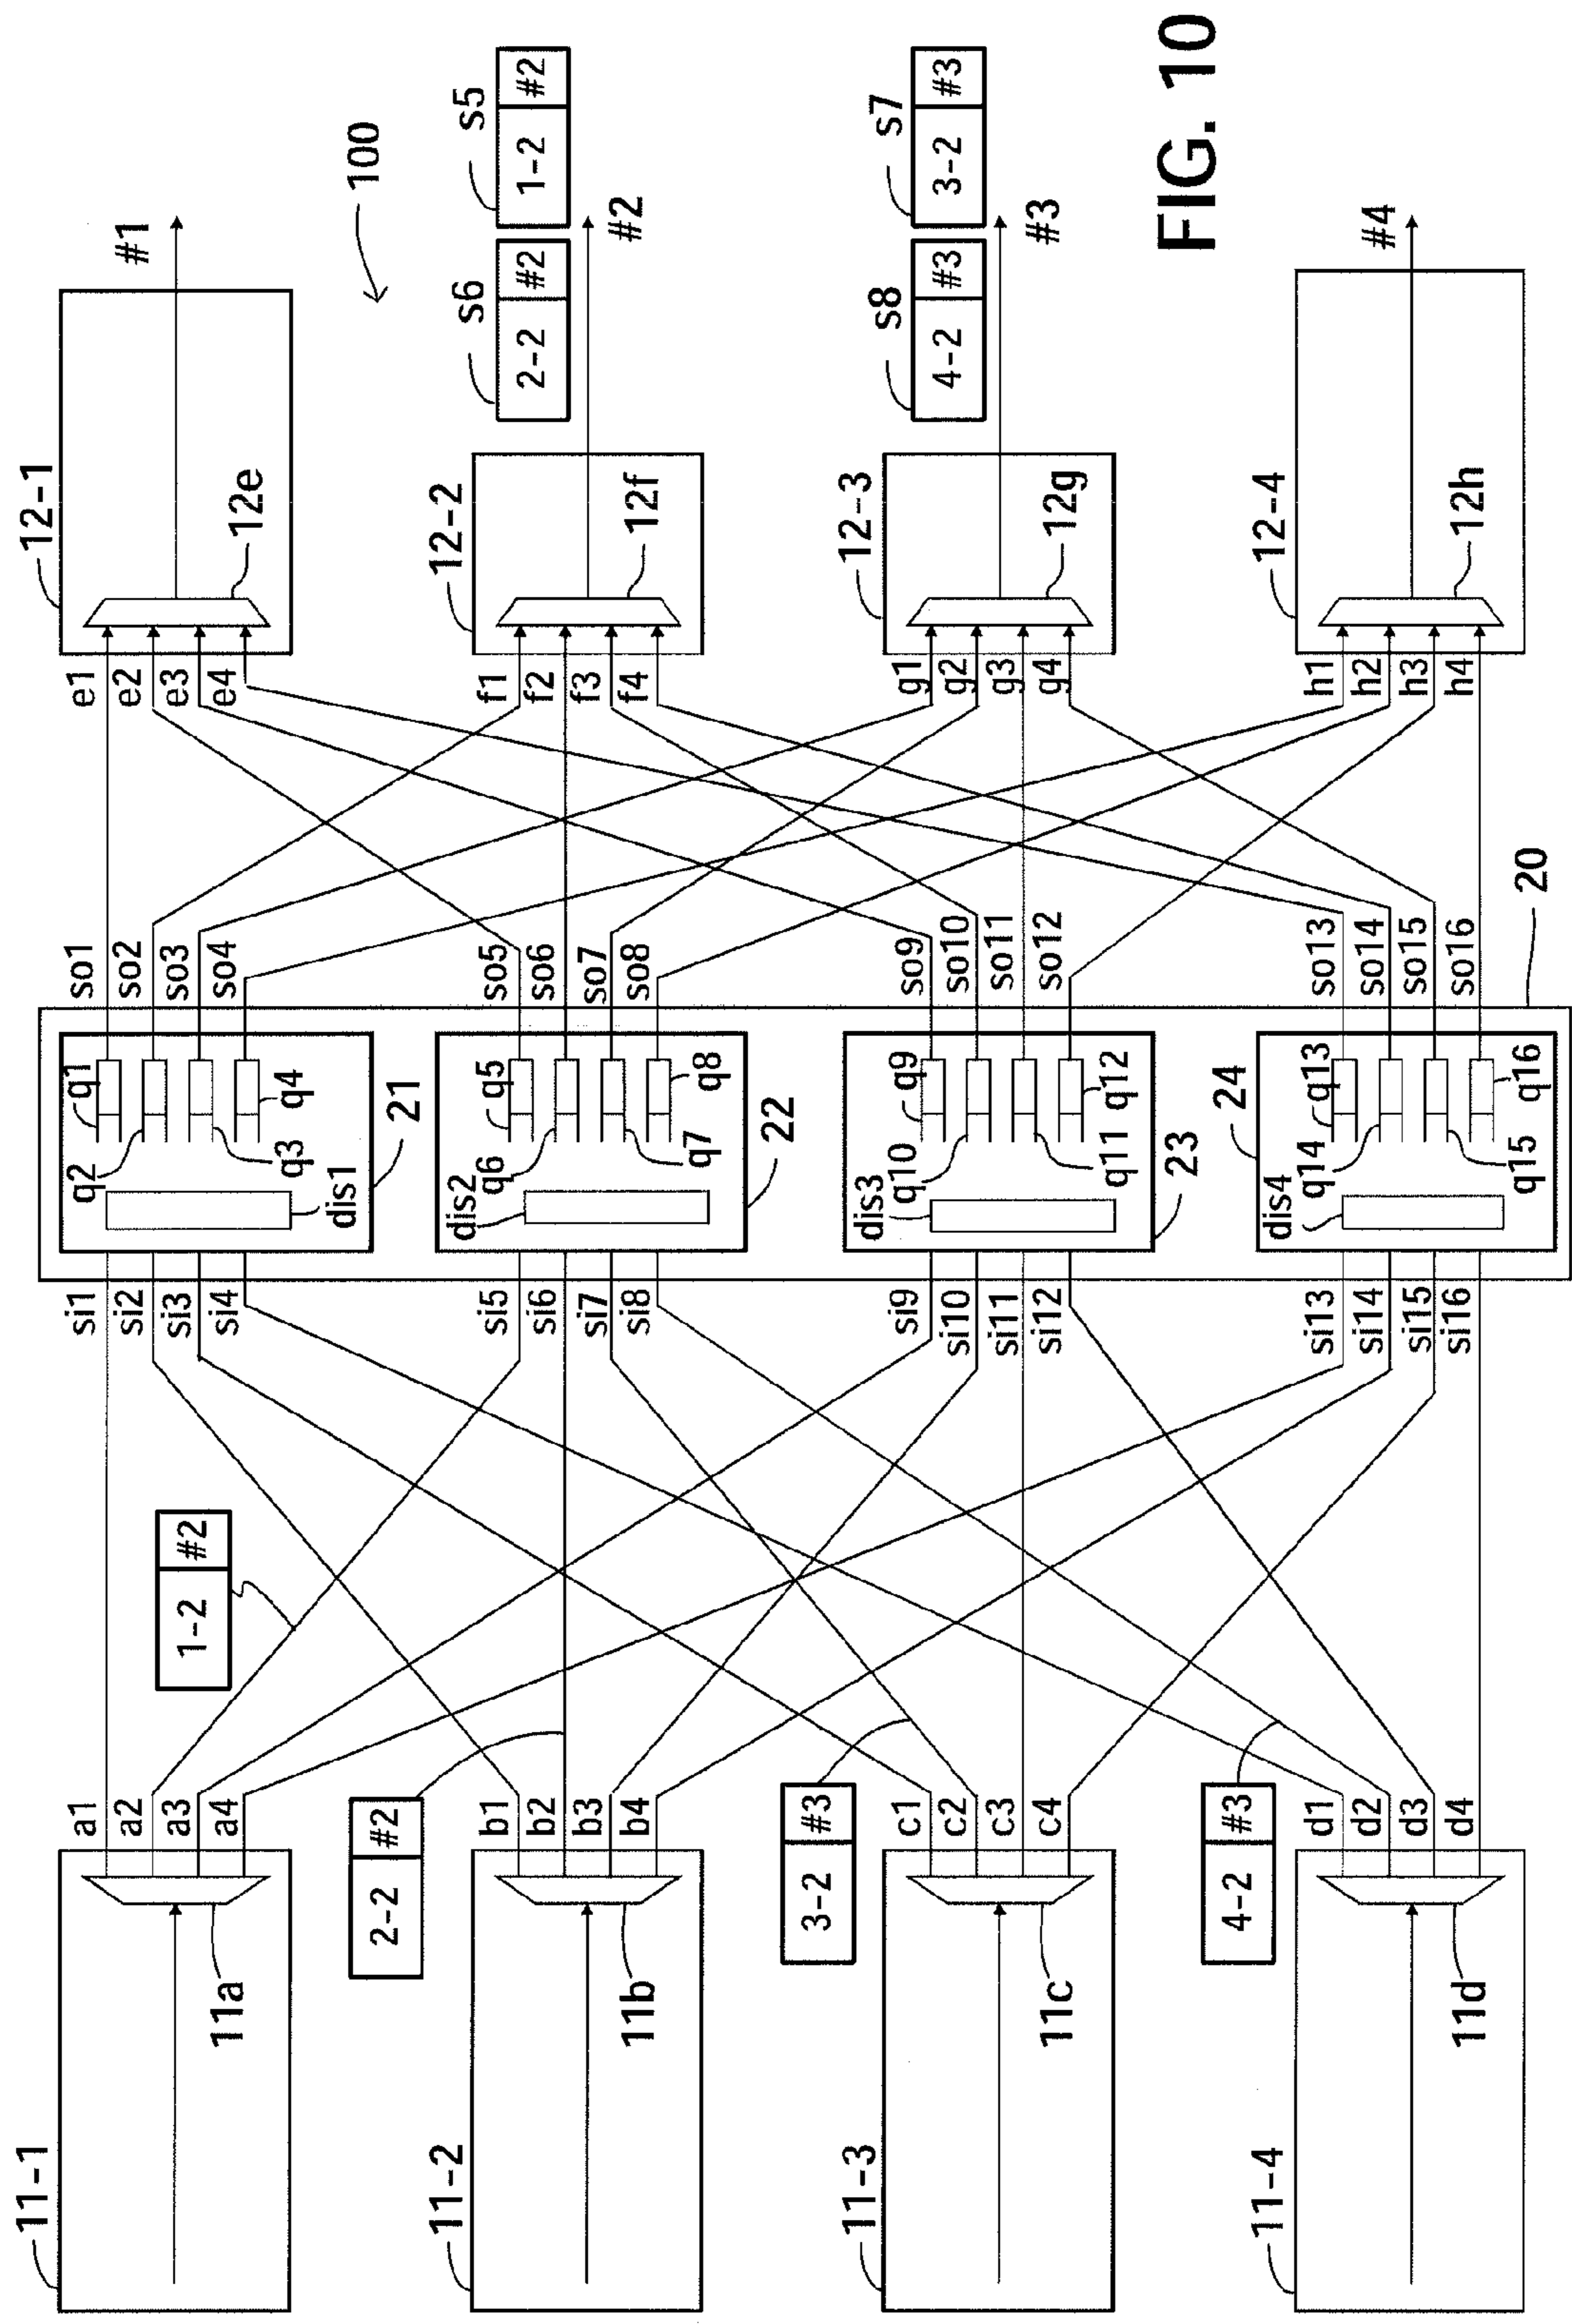 FIG. 10
100
11-1
11a
a1
a2
a3
a4
11-2
11b
b1
b2
b3
b4
11-3
11c
c1
c2
c3
c4
11-4
11d
d1
d2
d3
d4
1-2 #2
2-2 #2
3-2 #3
4-2 #3
si1
si2
si3
si4
si5
si6
si7
si8
si9
si10
si11
si12
si13
si14
si15
si16
20
21
dis1
q1
q2
q3
q4
22
dis2
q5
q6
q7
q8
23
dis3
q9
q10
q11
q12
24
dis4
q13
q14
q15
q16
so1
so2
so3
so4
so5
so6
so7
so8
so9
so10
so11
so12
so13
so14
so15
so16
e1
e2
e3
e4
12-1
12e
#1
f1
f2
f3
f4
12-2
12f
#2
s6
2-2 #2
s5
1-2 #2
g1
g2
g3
g4
12-3
12g
#3
s8
4-2 #3
s7
3-2 #3
h1
h2
h3
h4
12-4
12h
#4